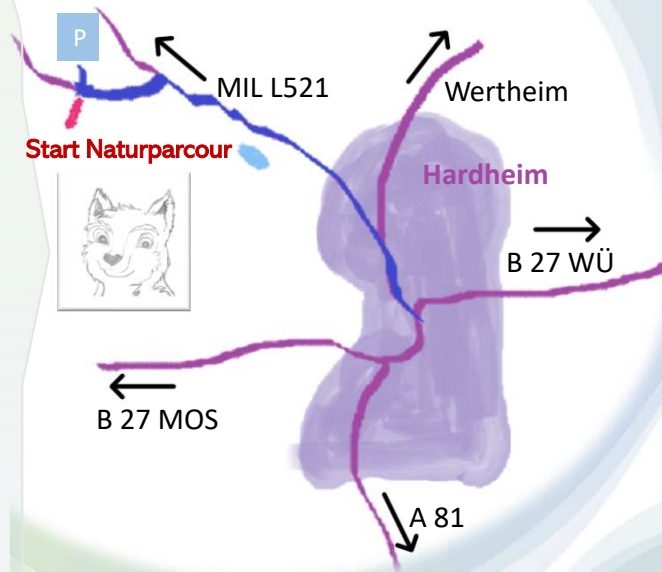 P
MIL L521
Wertheim
Start Naturparcour
Hardheim
B 27 WÜ
B 27 MOS
A 81